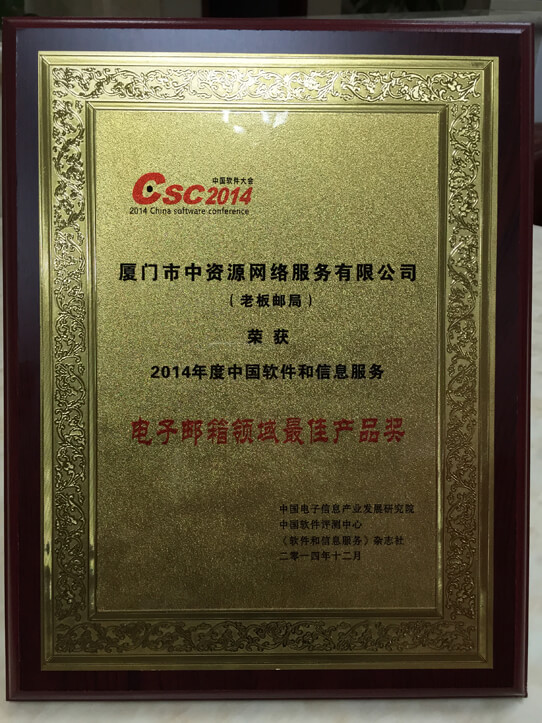 中国软件大会
CSC2014
2014 China software conference
厦门市中资源网络服务有限公司
（老板邮局）
荣 获
2014年度中国软件和信息服务
电子邮箱领域最佳产品奖
中国电子信息产业发展研究院
中国软件评测中心
《软件和信息服务》杂志社
二零一四年十二月